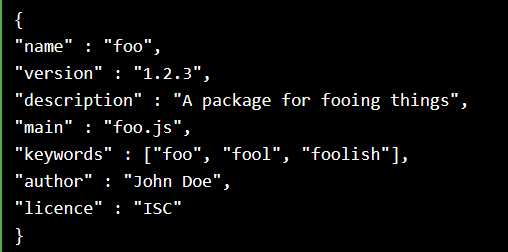 {
"name" : "foo",
"version" : "1.2.3",
"description" : "A package for fooing things",
"main" : "foo.js",
"keywords" : ["foo", "fool", "foolish"],
"author" : "John Doe",
"licence" : "ISC"
}